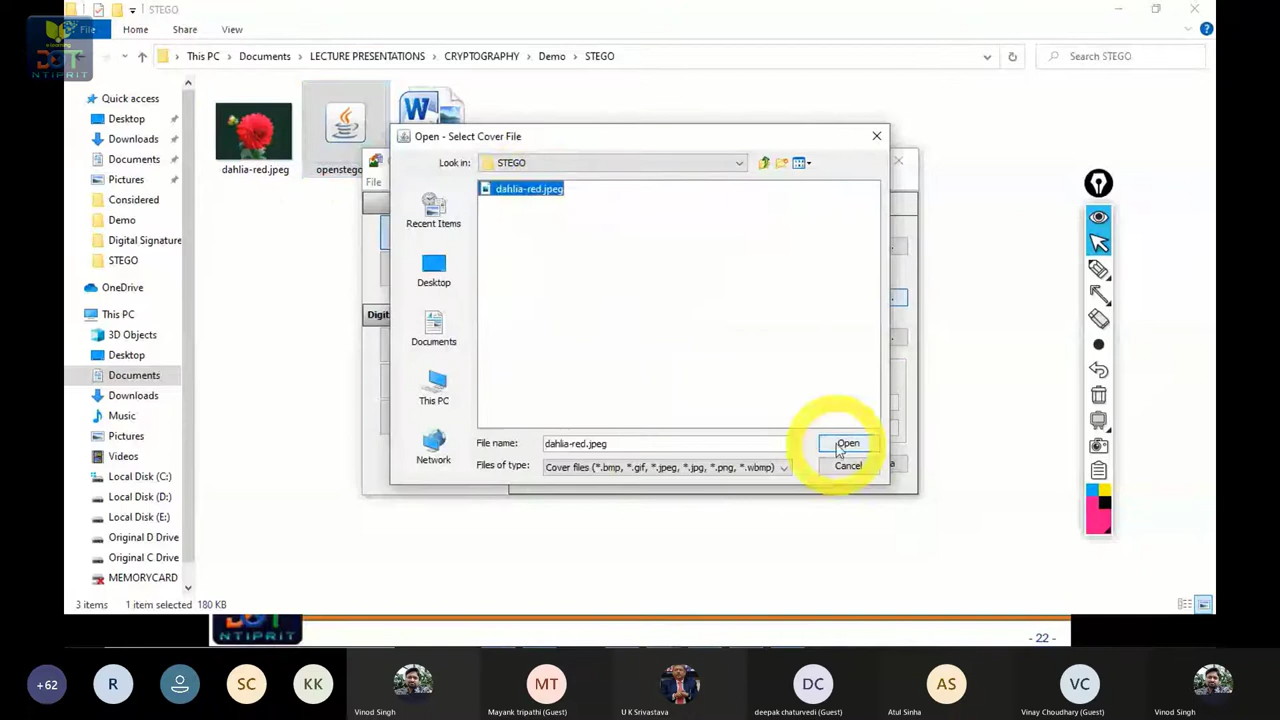 STEGO
File
Home
Share
View
e-learning
DOT
NTIPRIT
This PC
Documents
LECTURE PRESENTATIONS
CRYPTOGRAPHY
Demo
STEGO
Search STEGO
Quick access
Desktop
Downloads
Documents
Pictures
Considered
Demo
Digital Signature
STEGO
OneDrive
This PC
3D Objects
Desktop
Documents
Downloads
Music
Pictures
Videos
Local Disk (C:)
Local Disk (D:)
Local Disk (E:)
Original D Drive
Original C Drive
MEMORYCARD
3 items
1 item selected
180 KB
dahlia-red.jpeg
openstego
File
Digit
Open - Select Cover File
Look in:
STEGO
dahlia-red.jpeg
Recent Items
Desktop
Documents
This PC
Network
File name:
dahlia-red.jpeg
Open
Files of type:
Cover files (*.bmp, *.gif, *.jpeg, *.jpg, *.png, *.wbmp)
Cancel
NTIPRIT
- 22 -
+62
R
SC
KK
MT
DC
AS
VC
Vinod Singh
Mayank tripathi (Guest)
U K Srivastava
deepak chaturvedi (Guest)
Atul Sinha
Vinay Choudhary (Guest)
Vinod Singh